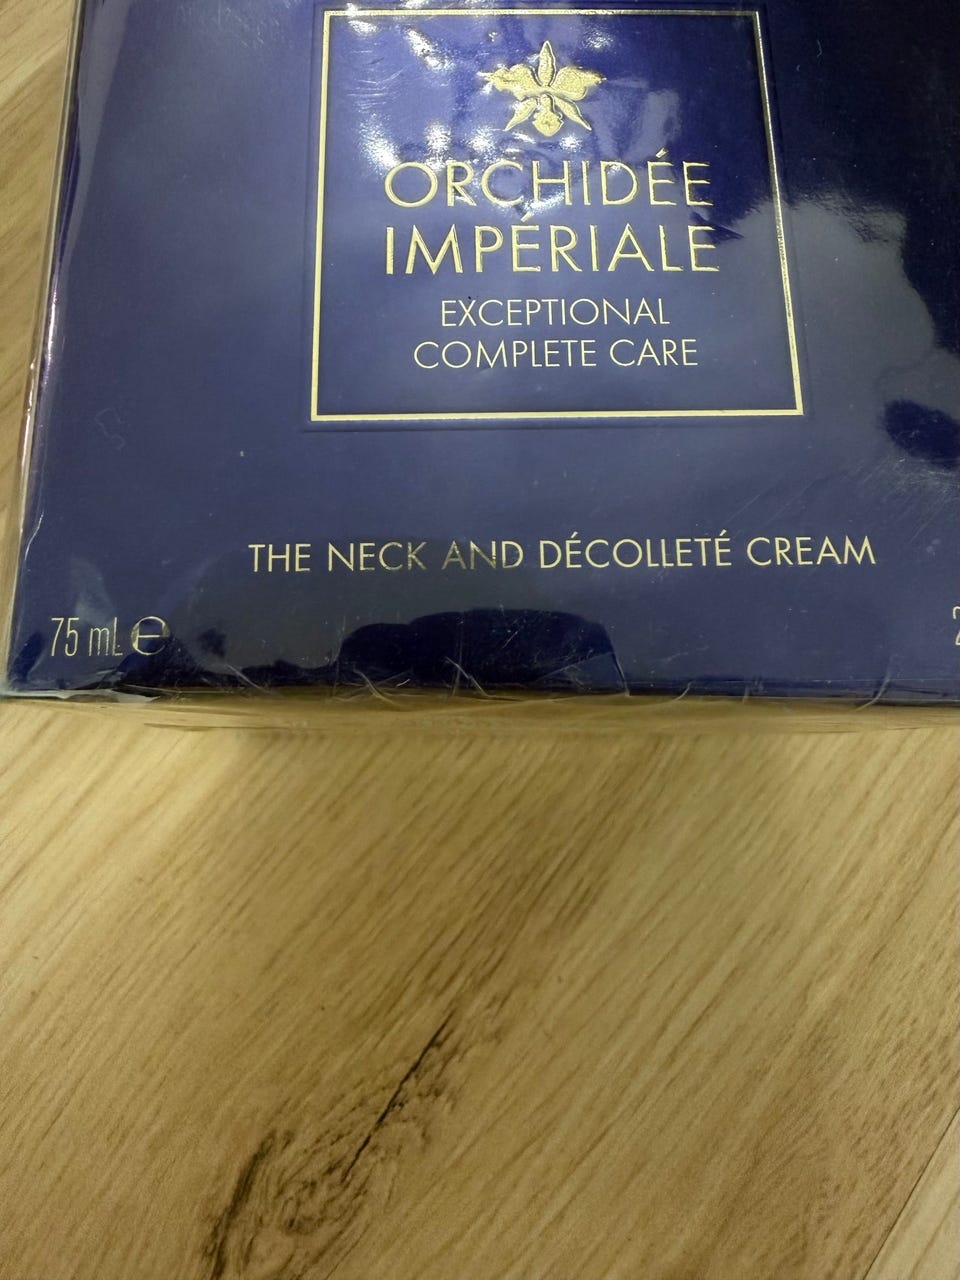 ORCHIDÉE
IMPÉRIALE
EXCEPTIONAL
COMPLETE CARE
THE NECK AND DÉCOLLETÉ CREAM
75 mL ℮